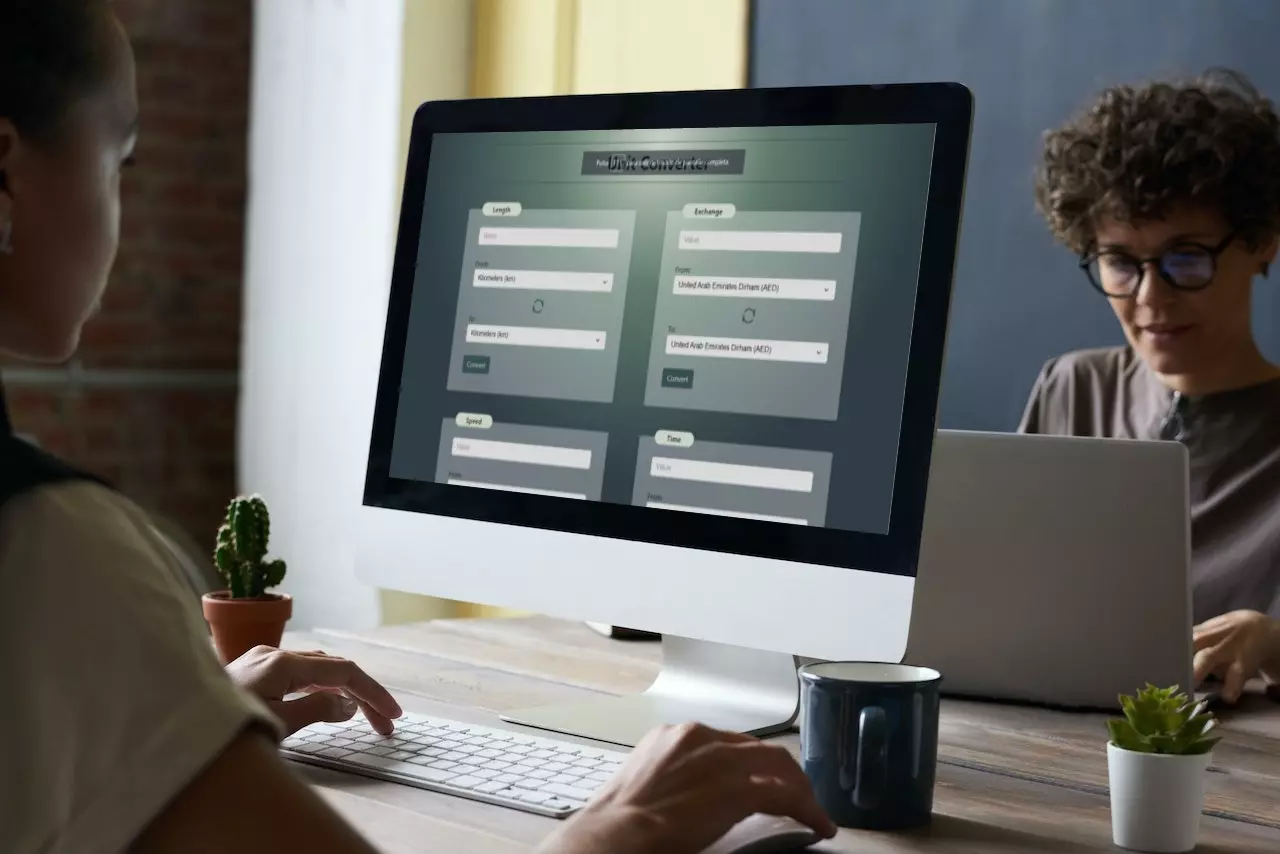 Unit Converter
Length
Exchange
Value
Value
From:
From:
Kilometers (km)
United Arab Emirates Dirham (AED)
To:
To:
Kilometers (km)
United Arab Emirates Dirham (AED)
Convert
Convert
Speed
Time
Value
Value
From:
From: